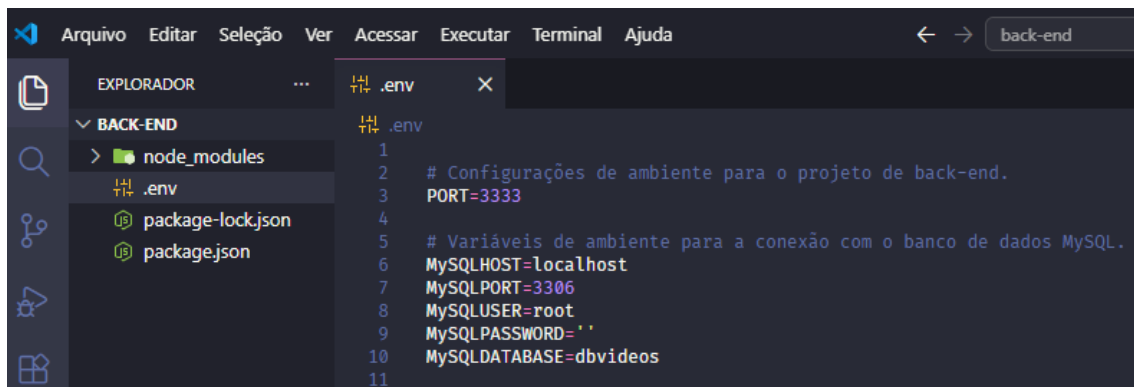 Arquivo Editar Seleção Ver Acessar Executar Terminal Ajuda ← → back-end
EXPLORADOR ...
BACK-END
node_modules
.env
package-lock.json
package.json
.env ×
.env
1
2 # Configurações de ambiente para o projeto de back-end.
3 PORT=3333
4
5 # Variáveis de ambiente para a conexão com o banco de dados MySQL.
6 MySQLHOST=localhost
7 MySQLPORT=3306
8 MySQLUSER=root
9 MySQLPASSWORD=''
10 MySQLDATABASE=dbvideos
11